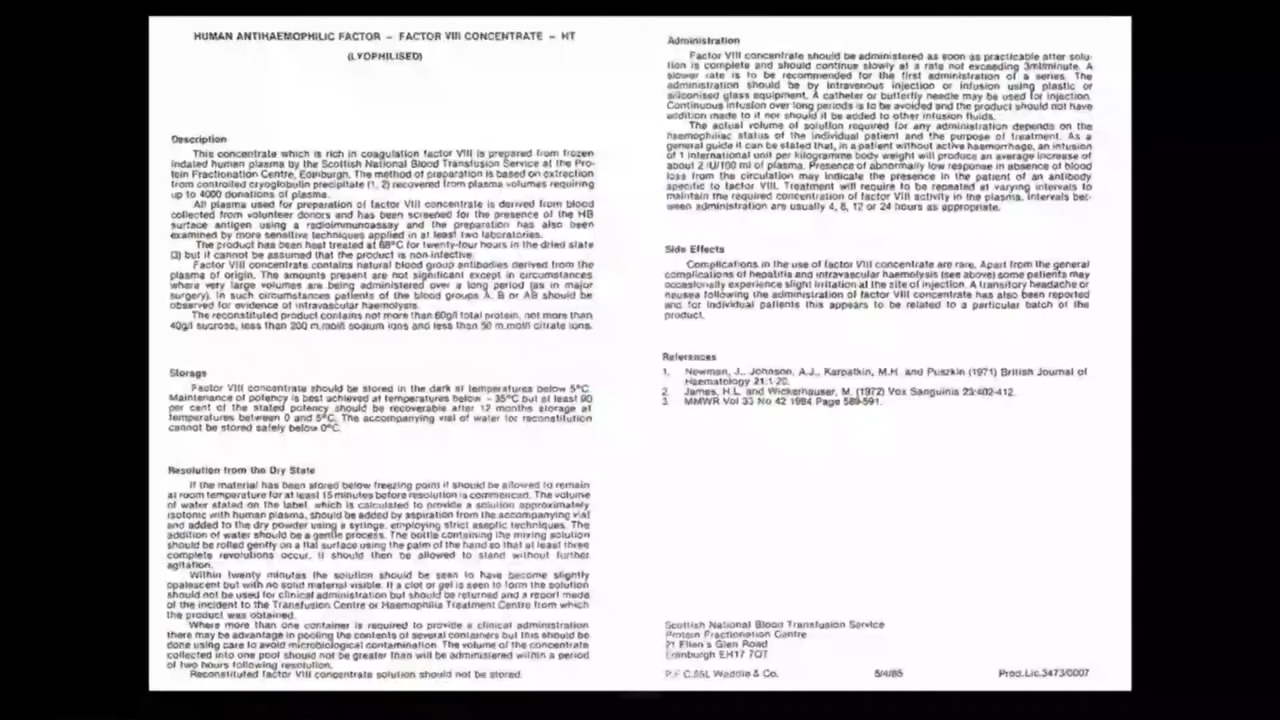 HUMAN ANTIHAEMOPHILIC FACTOR – FACTOR VIII CONCENTRATE – HT
(LYOPHILISED)
Description
This concentrate which is rich in coagulation factor VIII is prepared from frozen
indated human plasma by the Scottish National Blood Transfusion Service at the Pro-
tein Fractionation Centre, Edinburgh. The method of preparation is based on extraction
from controlled cryoglobulin precipitate (1, 2) recovered from plasma volumes requiring
up to 4000 donations of plasma.
All plasma used for preparation of factor VIII concentrate is derived from blood
collected from volunteer donors and has been screened for the presence of the HB
surface antigen using a radioimmunoassay and the preparation has also been
examined by more sensitive techniques applied in at least two laboratories.
The product has been heat treated at 68°C for twenty-four hours in the dried state
(3) but it cannot be assumed that the product is non-infective.
Factor VIII concentrate contains natural blood group antibodies derived from the
plasma of origin. The amounts present are not significant except in circumstances
where very large volumes are being administered over a long period (as in major
surgery). In such circumstances patients of the blood groups A, B or AB should be
observed for evidence of intravascular haemolysis.
The reconstituted product contains not more than 60g/l total protein, not more than
40g/l sucrose, less than 200 m.mol/l sodium ions and less than 50 m.mol/l citrate ions.
Storage
Factor VIII concentrate should be stored in the dark at temperatures below 5°C.
Maintenance of potency is best achieved at temperatures below – 35°C but at least 90
per cent of the stated potency should be recoverable after 12 months storage at
temperatures between 0 and 5°C. The accompanying vial of water for reconstitution
cannot be stored safely below 0°C.
Resolution from the Dry State
If the material has been stored below freezing point it should be allowed to remain
at room temperature for at least 15 minutes before resolution is commenced. The volume
of water stated on the label, which is calculated to provide a solution approximately
isotonic with human plasma, should be added by aspiration from the accompanying vial
and added to the dry powder using a syringe, employing strict aseptic techniques. The
addition of water should be a gentle process. The bottle containing the mixing solution
should be rolled gently on a flat surface using the palm of the hand so that at least three
complete revolutions occur. It should then be allowed to stand without further
agitation.
Within twenty minutes the solution should be seen to have become slightly
opalescent but with no solid material visible. If a clot or gel is seen to form the solution
should not be used for clinical administration but should be returned and a report made
of the incident to the Transfusion Centre or Haemophilia Treatment Centre from which
the product was obtained.
Where more than one container is required to provide a clinical administration
there may be advantage in pooling the contents of several containers but this should be
done using care to avoid microbiological contamination. The volume of the concentrate
collected into one pool should not be greater than will be administered within a period
of two hours following resolution.
Reconstituted factor VIII concentrate solution should not be stored.
Administration
Factor VIII concentrate should be administered as soon as practicable after solu-
tion is complete and should continue slowly at a rate not exceeding 3ml/minute. A
slower rate is to be recommended for the first administration of a series. The
administration should be by intravenous injection or infusion using plastic or
siliconised glass equipment. A catheter or butterfly needle may be used for injection.
Continuous infusion over long periods is to be avoided and the product should not have
addition made to it nor should it be added to other infusion fluids.
The actual volume of solution required for any administration depends on the
haemophiliac status of the individual patient and the purpose of treatment. As a
general guide it can be stated that, in a patient without active haemorrhage, an infusion
of 1 international unit per kilogramme body weight will produce an average increase of
about 2 IU/100 ml of plasma. Presence of abnormally low response in absence of blood
loss from the circulation may indicate the presence in the patient of an antibody
specific to factor VIII. Treatment will require to be repeated at varying intervals to
maintain the required concentration of factor VIII activity in the plasma. Intervals bet-
ween administration are usually 4, 8, 12 or 24 hours as appropriate.
Side Effects
Complications in the use of factor VIII concentrate are rare. Apart from the general
complications of hepatitis and intravascular haemolysis (see above) some patients may
occasionally experience slight irritation at the site of injection. A transitory headache or
nausea following the administration of factor VIII concentrate has also been reported
and for individual patients this appears to be related to a particular batch of the
product.
References
1. Newman, J., Johnson, A.J., Karpatkin, M.H. and Puszkin (1971) British Journal of
Haematology 21:1-20.
2. James, H.L. and Wickerhauser, M. (1972) Vox Sanguinis 23:402-412.
3. MMWR Vol 33 No 42 1984 Page 589-591.
Scottish National Blood Transfusion Service
Protein Fractionation Centre
21 Ellen's Glen Road
Edinburgh EH17 7QT
P.F.C.55L Waddie & Co.
5/4/85
Prod.Lic.3473/0007